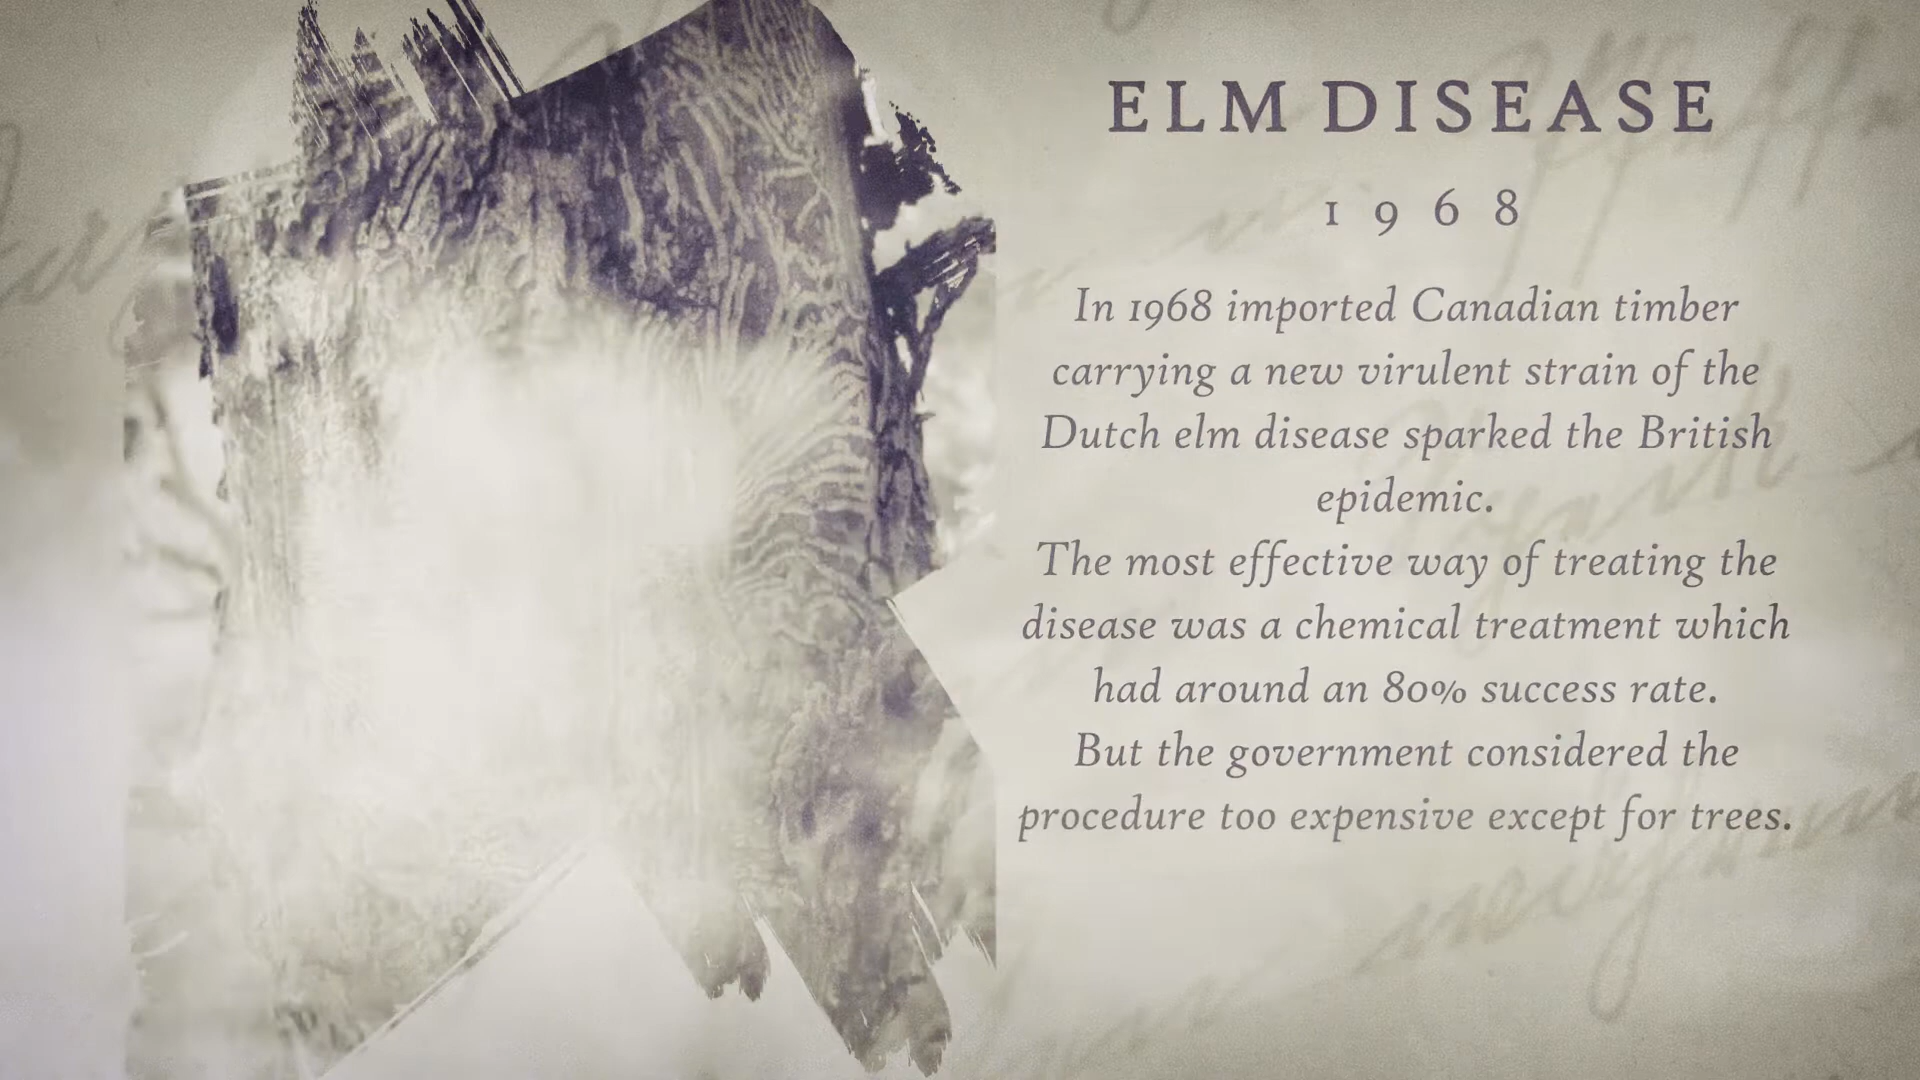 ELM DISEASE
1968
In 1968 imported Canadian timber
carrying a new virulent strain of the
Dutch elm disease sparked the British
epidemic.
The most effective way of treating the
disease was a chemical treatment which
had around an 80% success rate.
But the government considered the
procedure too expensive except for trees.